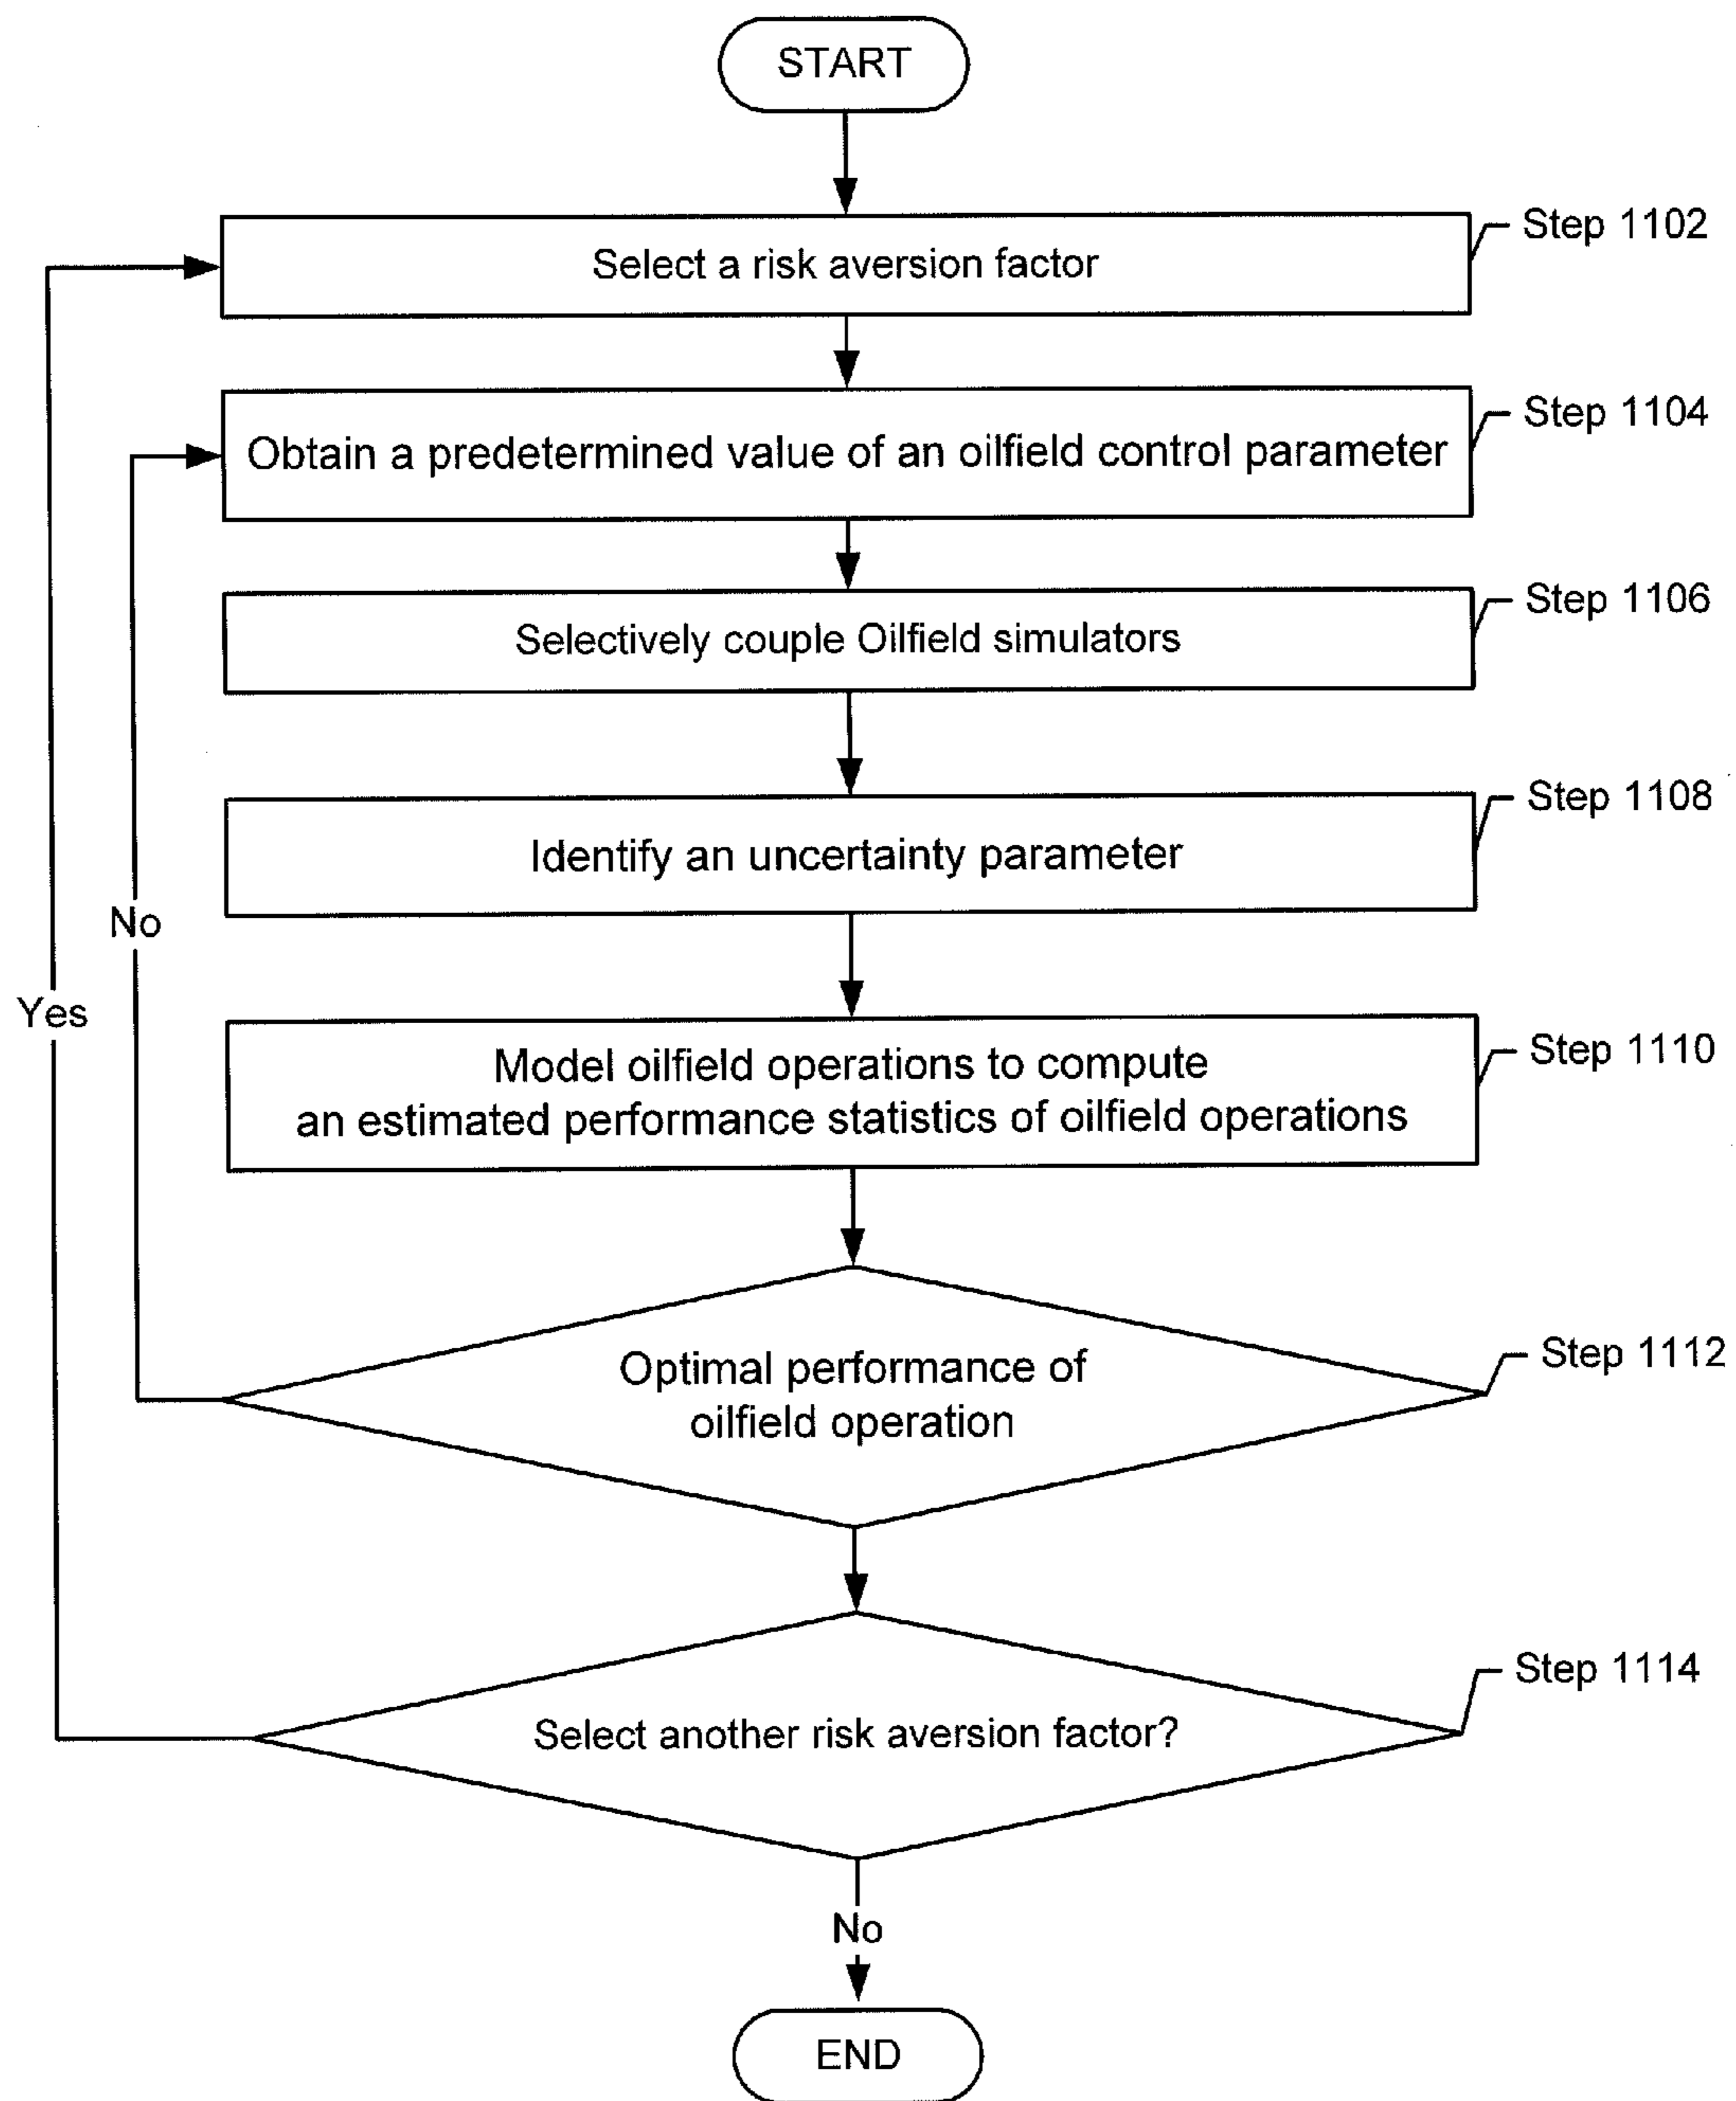 START
Step 1102
Select a risk aversion factor
Step 1104
Obtain a predetermined value of an oilfield control parameter
Step 1106
Selectively couple Oilfield simulators
Step 1108
Identify an uncertainty parameter
No
Yes
Step 1110
Model oilfield operations to compute
an estimated performance statistics of oilfield operations
Step 1112
Optimal performance of
oilfield operation
Step 1114
Select another risk aversion factor?
No
END